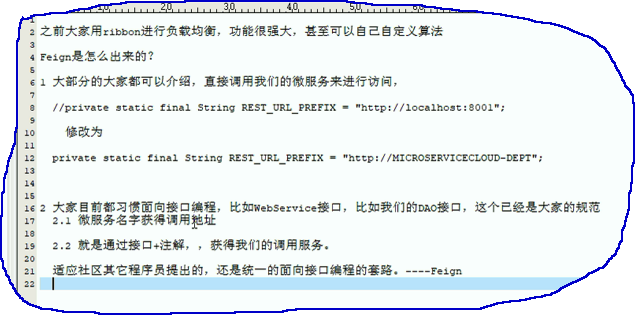 之前大家用ribbon进行负载均衡，功能很强大，甚至可以自己自定义算法
Feign是怎么出来的？
1 大部分的大家都可以介绍，直接调用我们的微服务来进行访问，
//private static final String REST_URL_PREFIX = "http://localhost:8001";
修改为
private static final String REST_URL_PREFIX = "http://MICROSERVICECLOUD-DEPT";
2 大家目前都习惯面向接口编程，比如WebService接口，比如我们的DAO接口，这个已经是大家的规范
2.1 微服务名字获得调用地址
2.2 就是通过接口+注解，，获得我们的调用服务。
适应社区其它程序员提出的，还是统一的面向接口编程的套路。----Feign